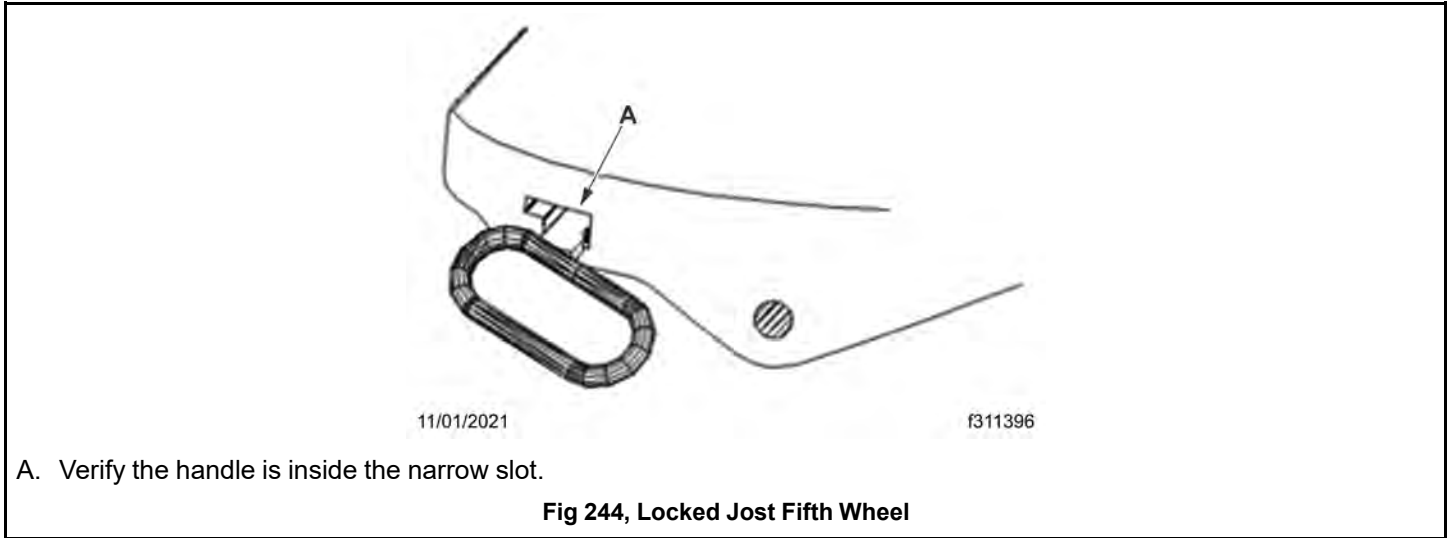 A
11/01/2021 f311396
A. Verify the handle is inside the narrow slot.
Fig 244, Locked Jost Fifth Wheel